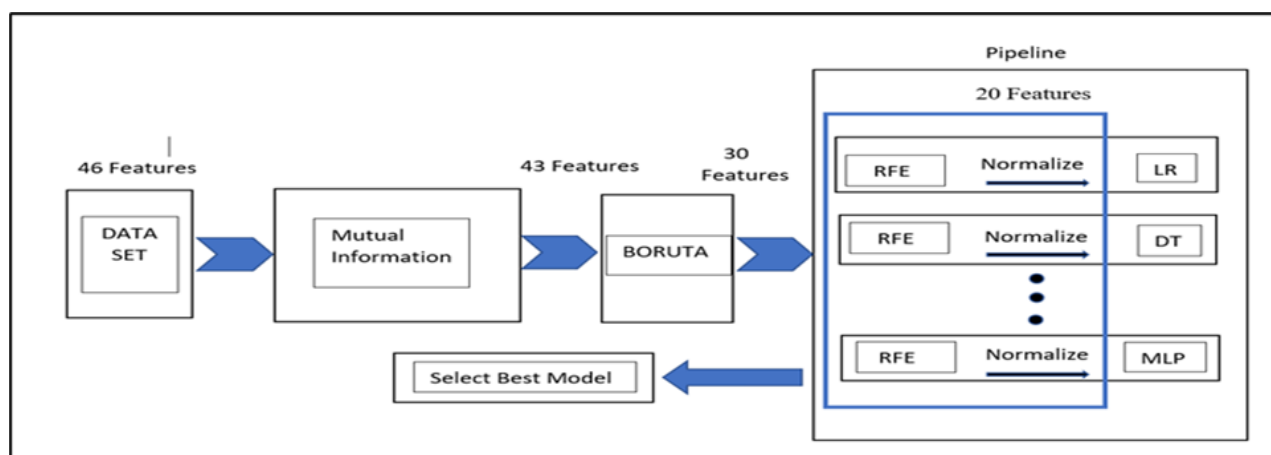 Pipeline
20 Features
46 Features
43 Features
30
Features
DATA
SET
Mutual
Information
BORUTA
RFE
Normalize
LR
RFE
Normalize
DT
RFE
Normalize
MLP
Select Best Model